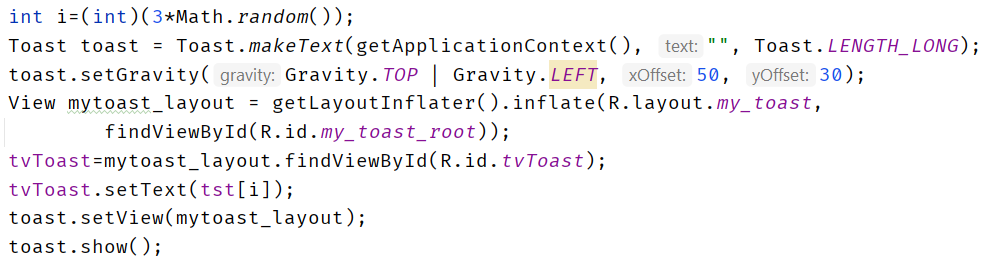 int i=(int)(3*Math.random());
Toast toast = Toast.makeText(getApplicationContext(), text: "", Toast.LENGTH_LONG);
toast.setGravity( gravity: Gravity.TOP | Gravity.LEFT, xOffset: 50, yOffset: 30);
View mytoast_layout = getLayoutInflater().inflate(R.layout.my_toast,
        findViewById(R.id.my_toast_root));
tvToast=mytoast_layout.findViewById(R.id.tvToast);
tvToast.setText(tst[i]);
toast.setView(mytoast_layout);
toast.show();